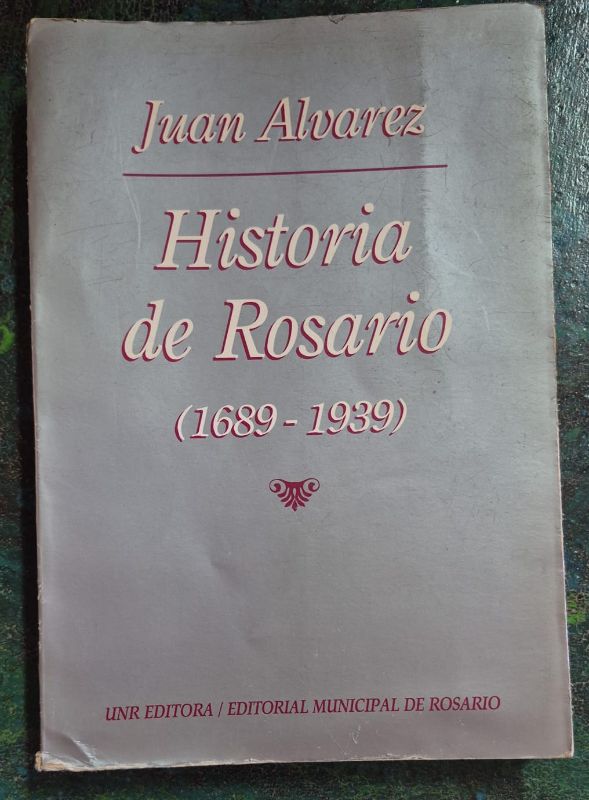 Juan Alvarez
Historia
de Rosario
(1689 - 1939)
UNR EDITORA / EDITORIAL MUNICIPAL DE ROSARIO